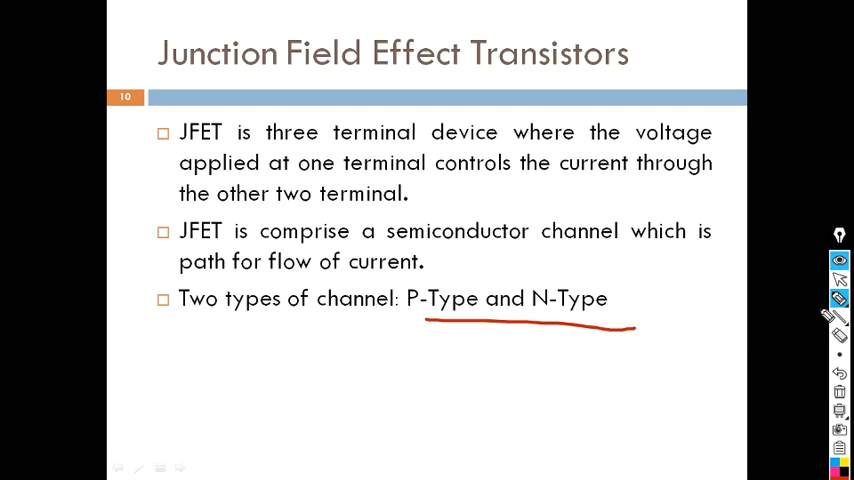 Junction Field Effect Transistors
10
JFET is three terminal device where the voltage
applied at one terminal controls the current through
the other two terminal.
JFET is comprise a semiconductor channel which is
path for flow of current.
Two types of channel: P-Type and N-Type